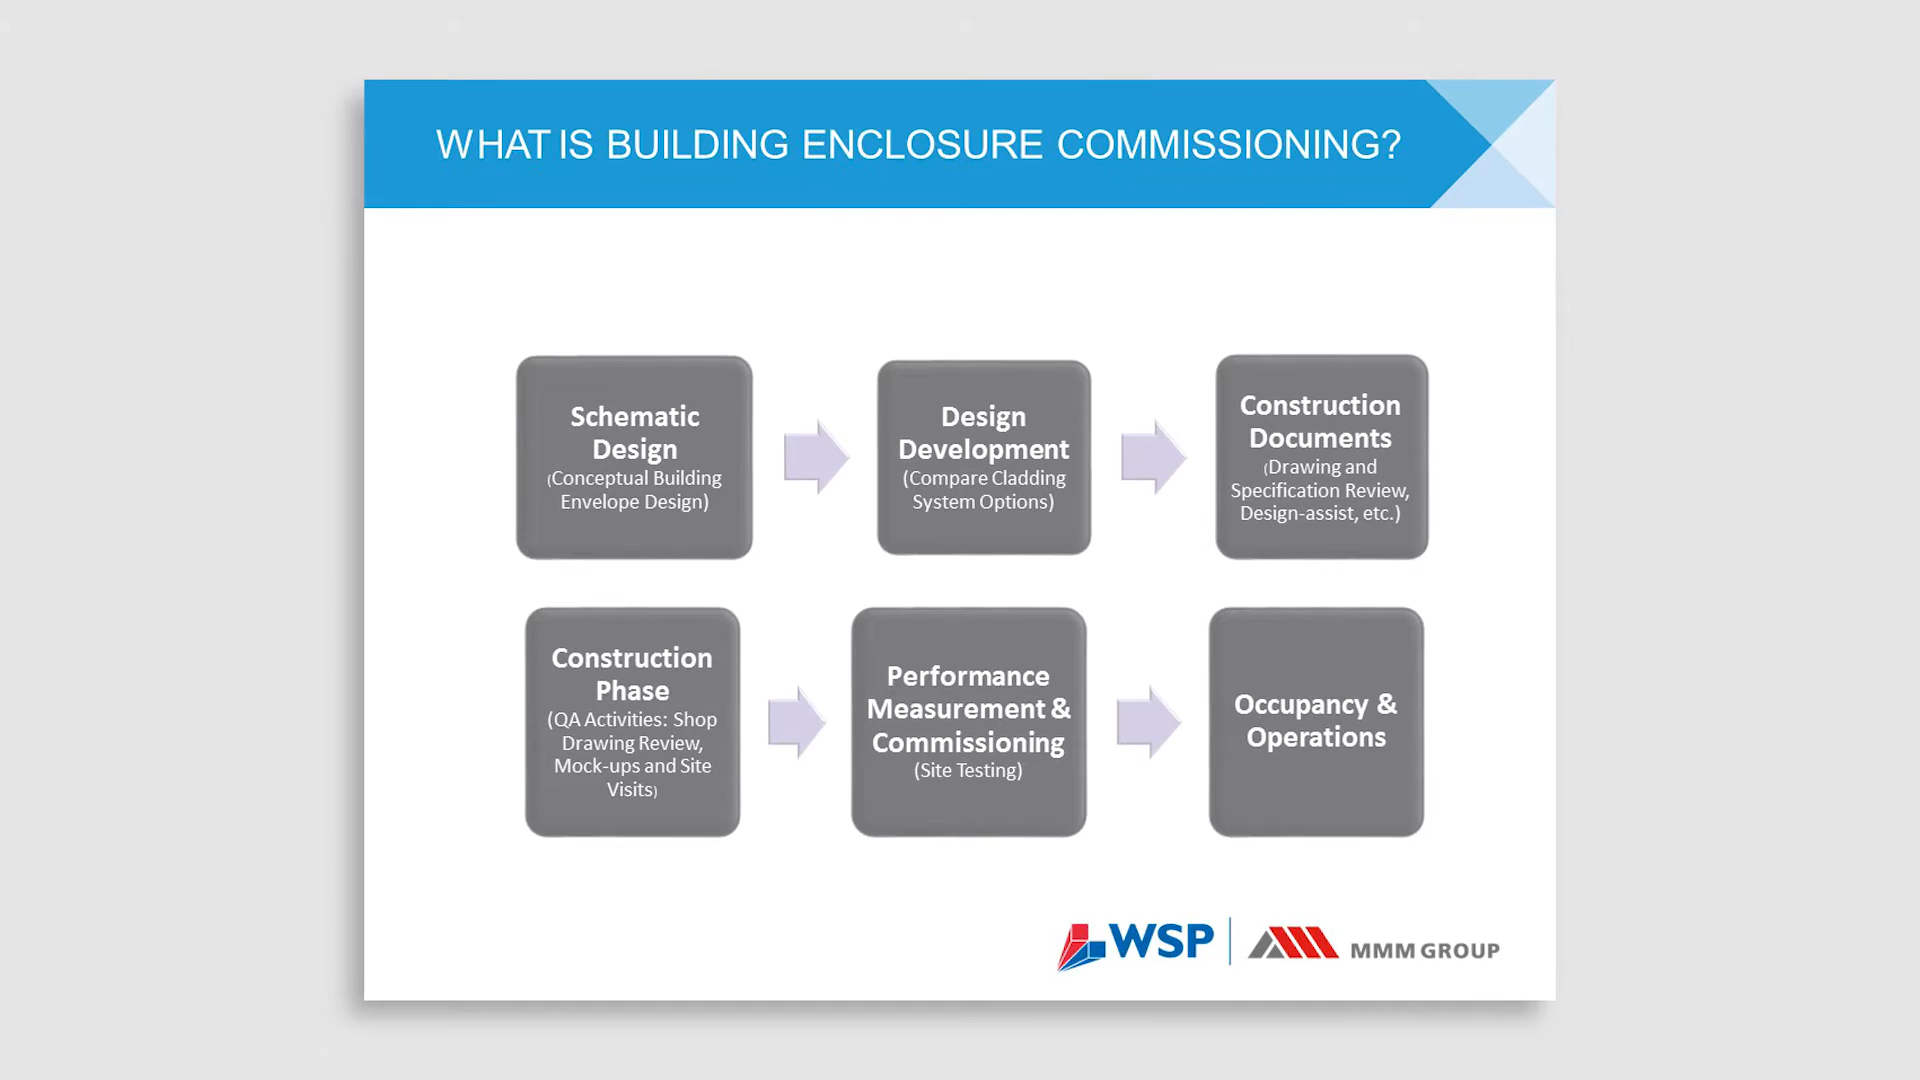 WHAT IS BUILDING ENCLOSURE COMMISSIONING?
Schematic
Design
(Conceptual Building
Envelope Design)
Design
Development
(Compare Cladding
System Options)
Construction
Documents
(Drawing and
Specification Review,
Design-assist, etc.)
Construction
Phase
(QA Activities: Shop
Drawing Review,
Mock-ups and Site
Visits)
Performance
Measurement &
Commissioning
(Site Testing)
Occupancy &
Operations
WSP
MMM GROUP